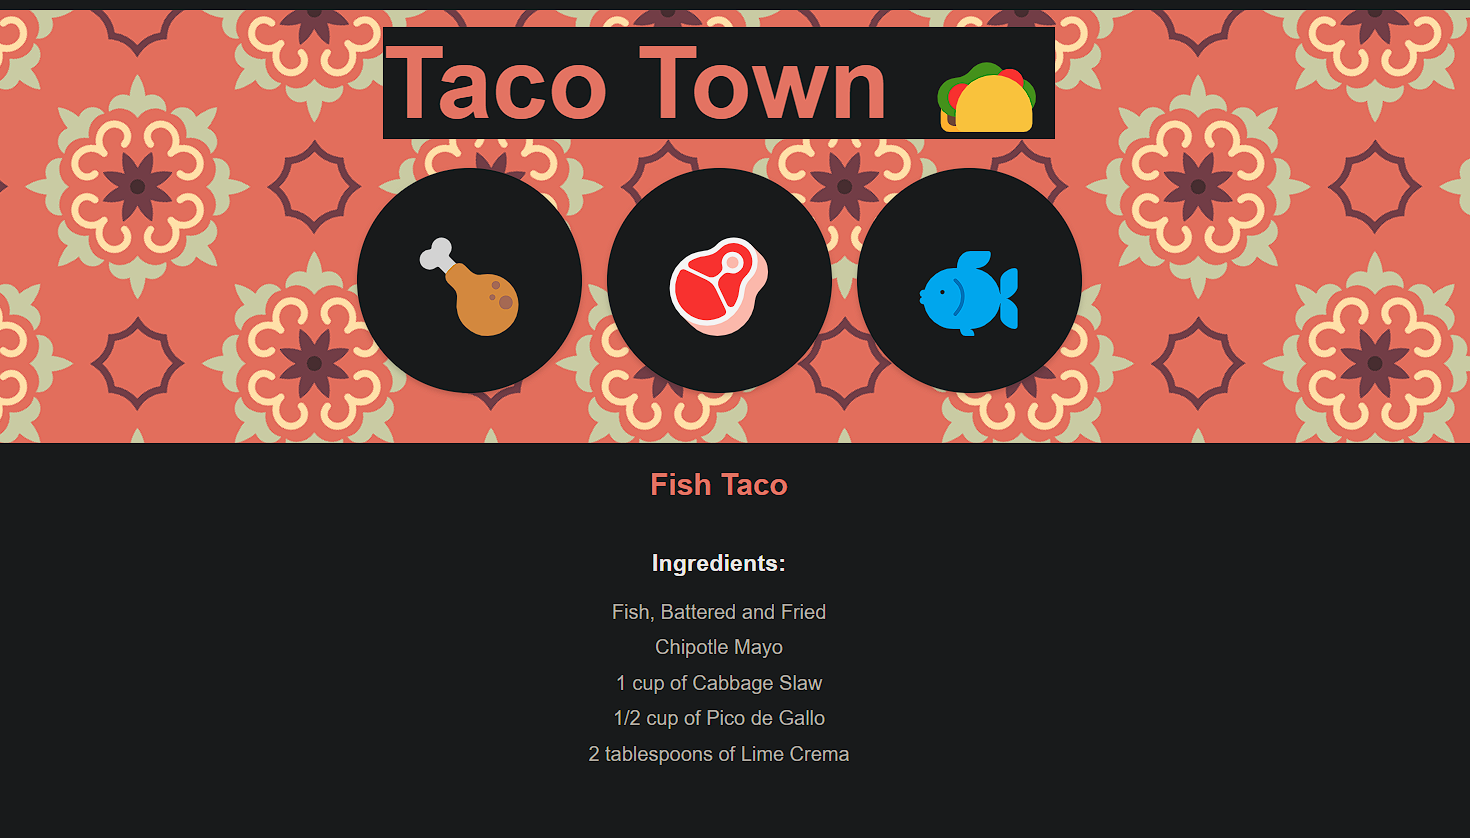 Taco Town 🌮
Fish Taco
Ingredients:
Fish, Battered and Fried
Chipotle Mayo
1 cup of Cabbage Slaw
1/2 cup of Pico de Gallo
2 tablespoons of Lime Crema